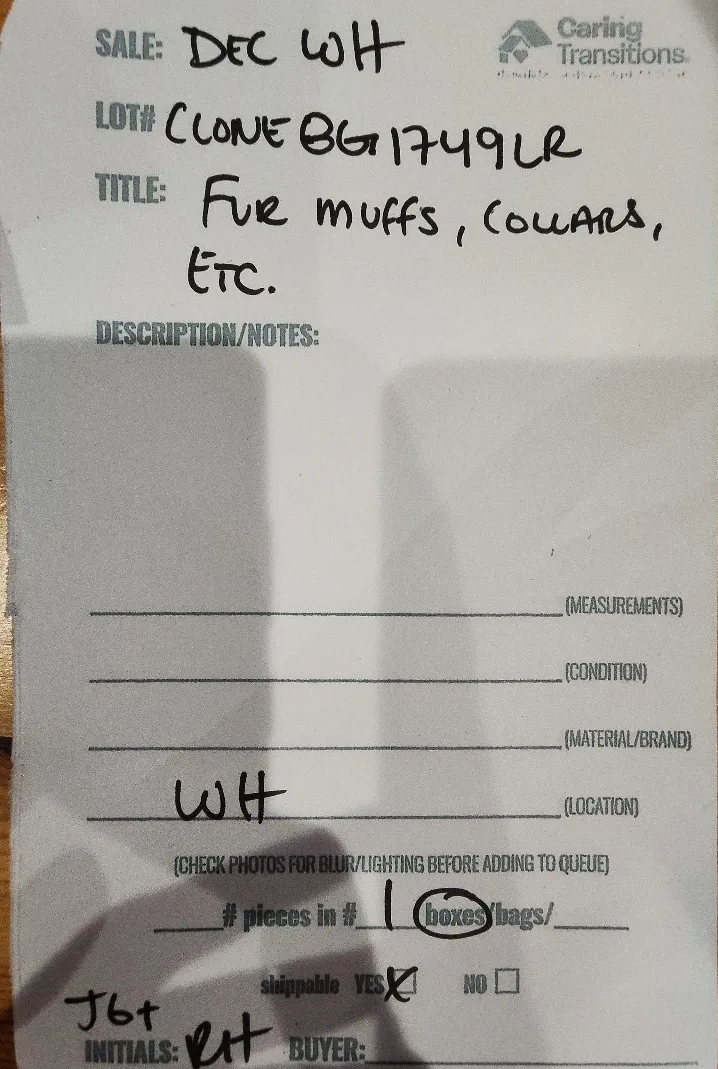 SALE: DEC WH
Caring
Transitions
LOT# CLONE BG1749LR
TITLE: FUR MUFFS, COLLARS,
ETC.
DESCRIPTION/NOTES:
(MEASUREMENTS)
(CONDITION)
(MATERIAL/BRAND)
WH (LOCATION)
(CHECK PHOTOS FOR BLUR/LIGHTING BEFORE ADDING TO QUEUE)
# pieces in # 1 boxes/bags/
shippable YES X NO
J6+
INITIALS: RH BUYER: